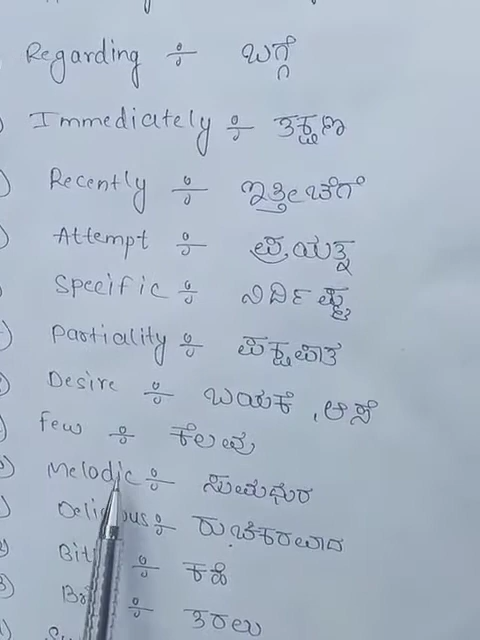 Regarding ÷ ಬಗ್ಗೆ
Immediately ÷ ತಕ್ಷಣ
Recently ÷ ಇತ್ತೀಚೆಗೆ
Attempt ÷ ಪ್ರಯತ್ನ
Specific ÷ ನಿರ್ದಿಷ್ಟ
Partiality ÷ ಪಕ್ಷಪಾತ
Desire ÷ ಬಯಕೆ, ಆಸೆ
Few ÷ ಕೆಲವು
Melodic ÷ ಸುಮಧುರ
÷ ರುಚಿಕರವಾದ
÷ ಕಹಿ
÷ ತರಲು